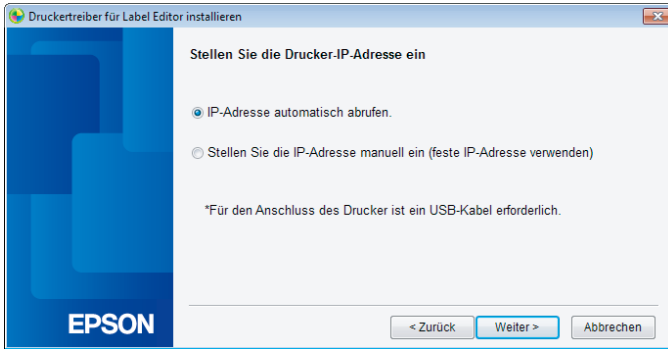 Druckertreiber für Label Editor installieren
Stellen Sie die Drucker-IP-Adresse ein
IP-Adresse automatisch abrufen.
Stellen Sie die IP-Adresse manuell ein (feste IP-Adresse verwenden)
*Für den Anschluss des Drucker ist ein USB-Kabel erforderlich.
EPSON
< Zurück
Weiter >
Abbrechen